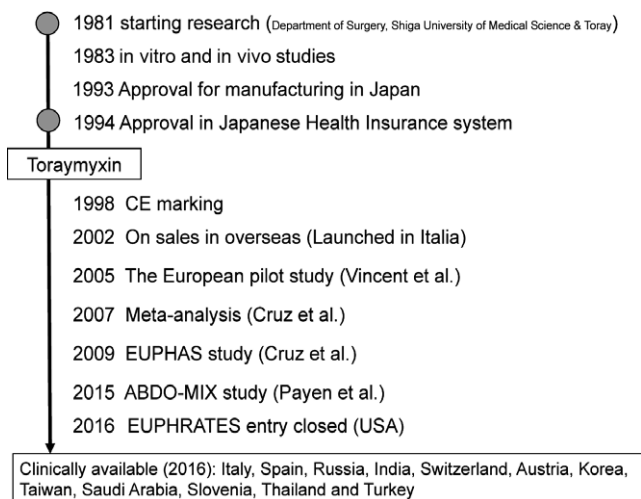 1981 starting research (Department of Surgery, Shiga University of Medical Science & Toray)
1983 in vitro and in vivo studies
1993 Approval for manufacturing in Japan
1994 Approval in Japanese Health Insurance system
Toraymyxin
1998 CE marking
2002 On sales in overseas (Launched in Italia)
2005 The European pilot study (Vincent et al.)
2007 Meta-analysis (Cruz et al.)
2009 EUPHAS study (Cruz et al.)
2015 ABDO-MIX study (Payen et al.)
2016 EUPHRATES entry closed (USA)
Clinically available (2016): Italy, Spain, Russia, India, Switzerland, Austria, Korea,
Taiwan, Saudi Arabia, Slovenia, Thailand and Turkey